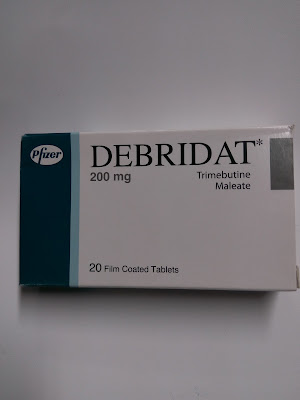 Pfizer
DEBRIDAT*
200 mg
Trimebutine
Maleate
20 Film Coated Tablets